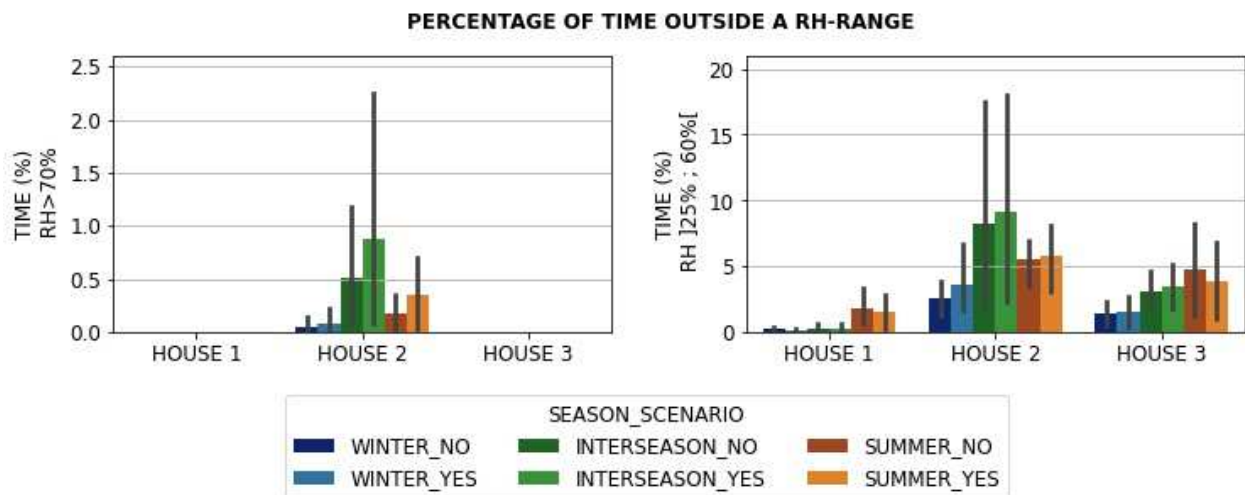 PERCENTAGE OF TIME OUTSIDE A RH-RANGE
TIME (%)
RH>70%
2.5
2.0
1.5
1.0
0.5
0.0
HOUSE 1 HOUSE 2 HOUSE 3
TIME (%)
RH ]25% ; 60%[
20
15
10
5
0
HOUSE 1 HOUSE 2 HOUSE 3
SEASON_SCENARIO
WINTER_NO INTERSEASON_NO SUMMER_NO
WINTER_YES INTERSEASON_YES SUMMER_YES